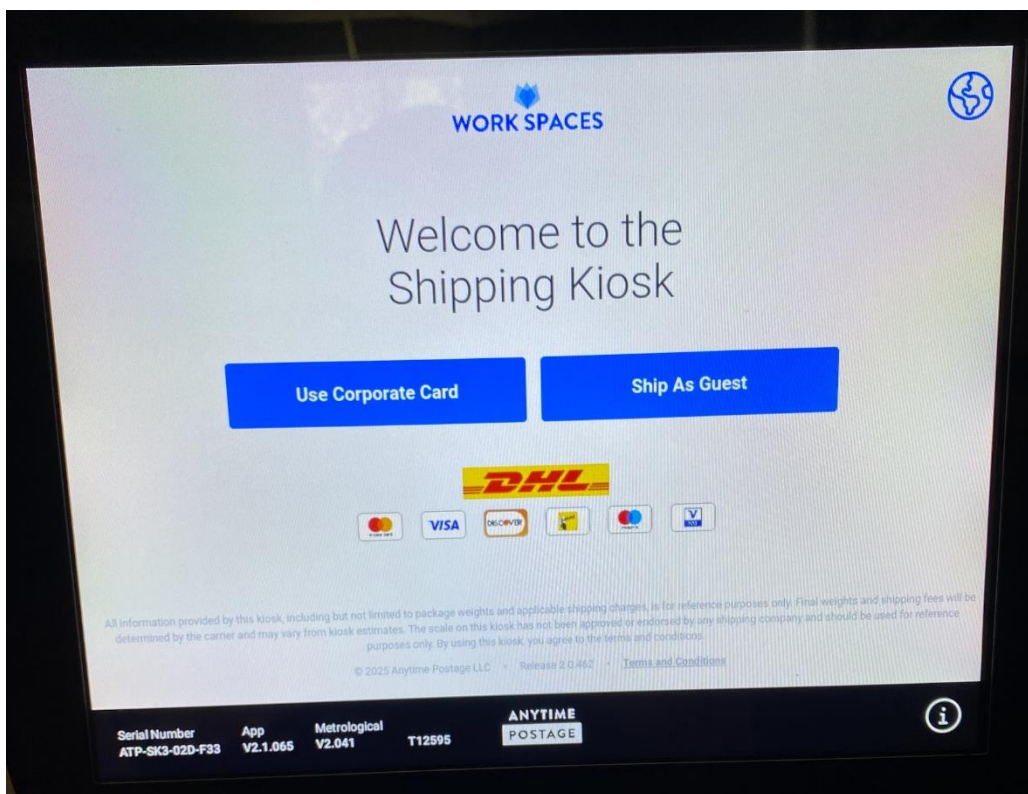 WORK SPACES
Welcome to the
Shipping Kiosk
Use Corporate Card
Ship As Guest
DHL
VISA
DISCOVER
V
All information provided by this kiosk, including but not limited to package weights and applicable shipping charges, is for reference purposes only. Final weights and shipping fees will be
determined by the carrier and may vary from kiosk estimates. The scale on this kiosk has not been approved or endorsed by any shipping company and should be used for reference
purposes only. By using this kiosk, you agree to the terms and conditions
© 2025 Anytime Postage LLC • Release 2.0.462 • Terms and Conditions
Serial Number App Metrological
ATP-SK3-02D-F33 V2.1.065 V2.041 T12595
ANYTIME
POSTAGE
i